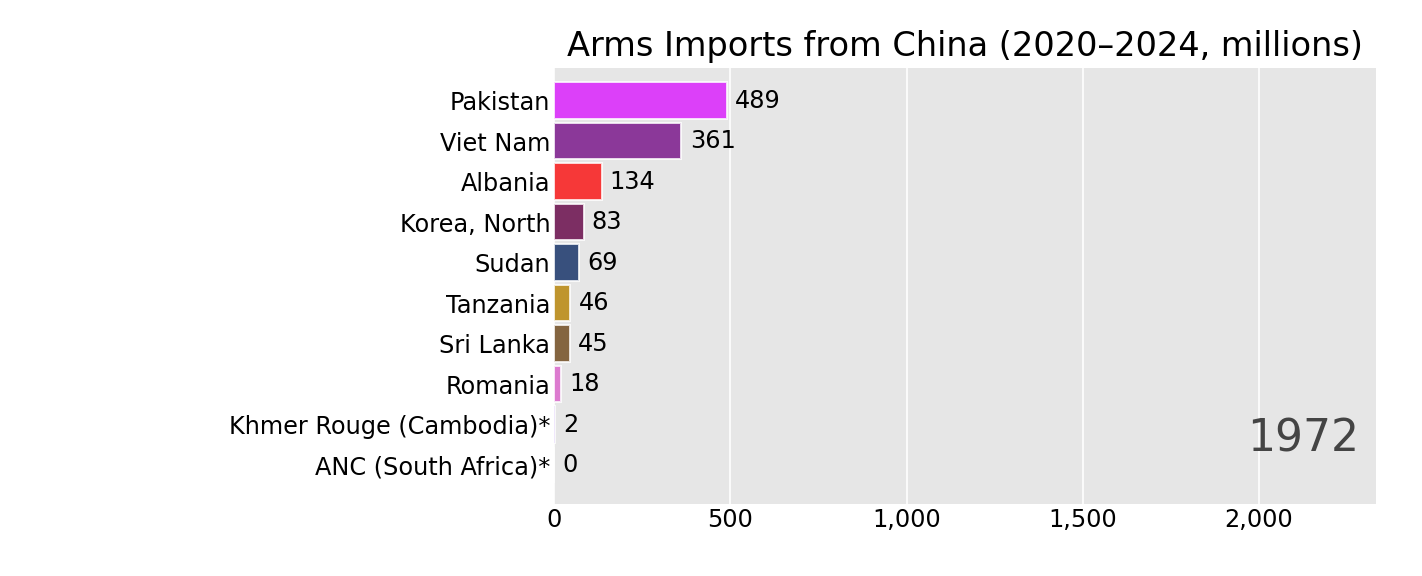 Arms Imports from China (2020–2024, millions)
Pakistan 489
Viet Nam 361
Albania 134
Korea, North 83
Sudan 69
Tanzania 46
Sri Lanka 45
Romania 18
Khmer Rouge (Cambodia)* 2
ANC (South Africa)* 0
1972
0 500 1,000 1,500 2,000